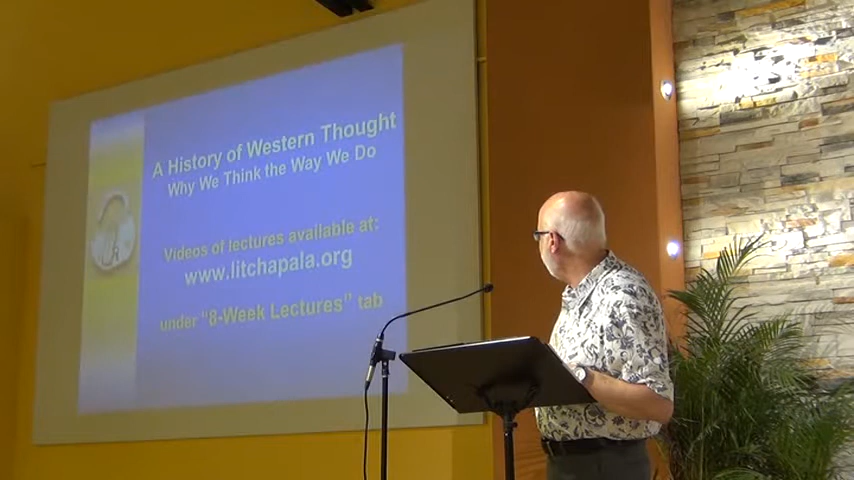 A History of Western Thought
Why We Think the Way We Do
Videos of lectures available at:
www.litchapala.org
under "8-Week Lectures" tab